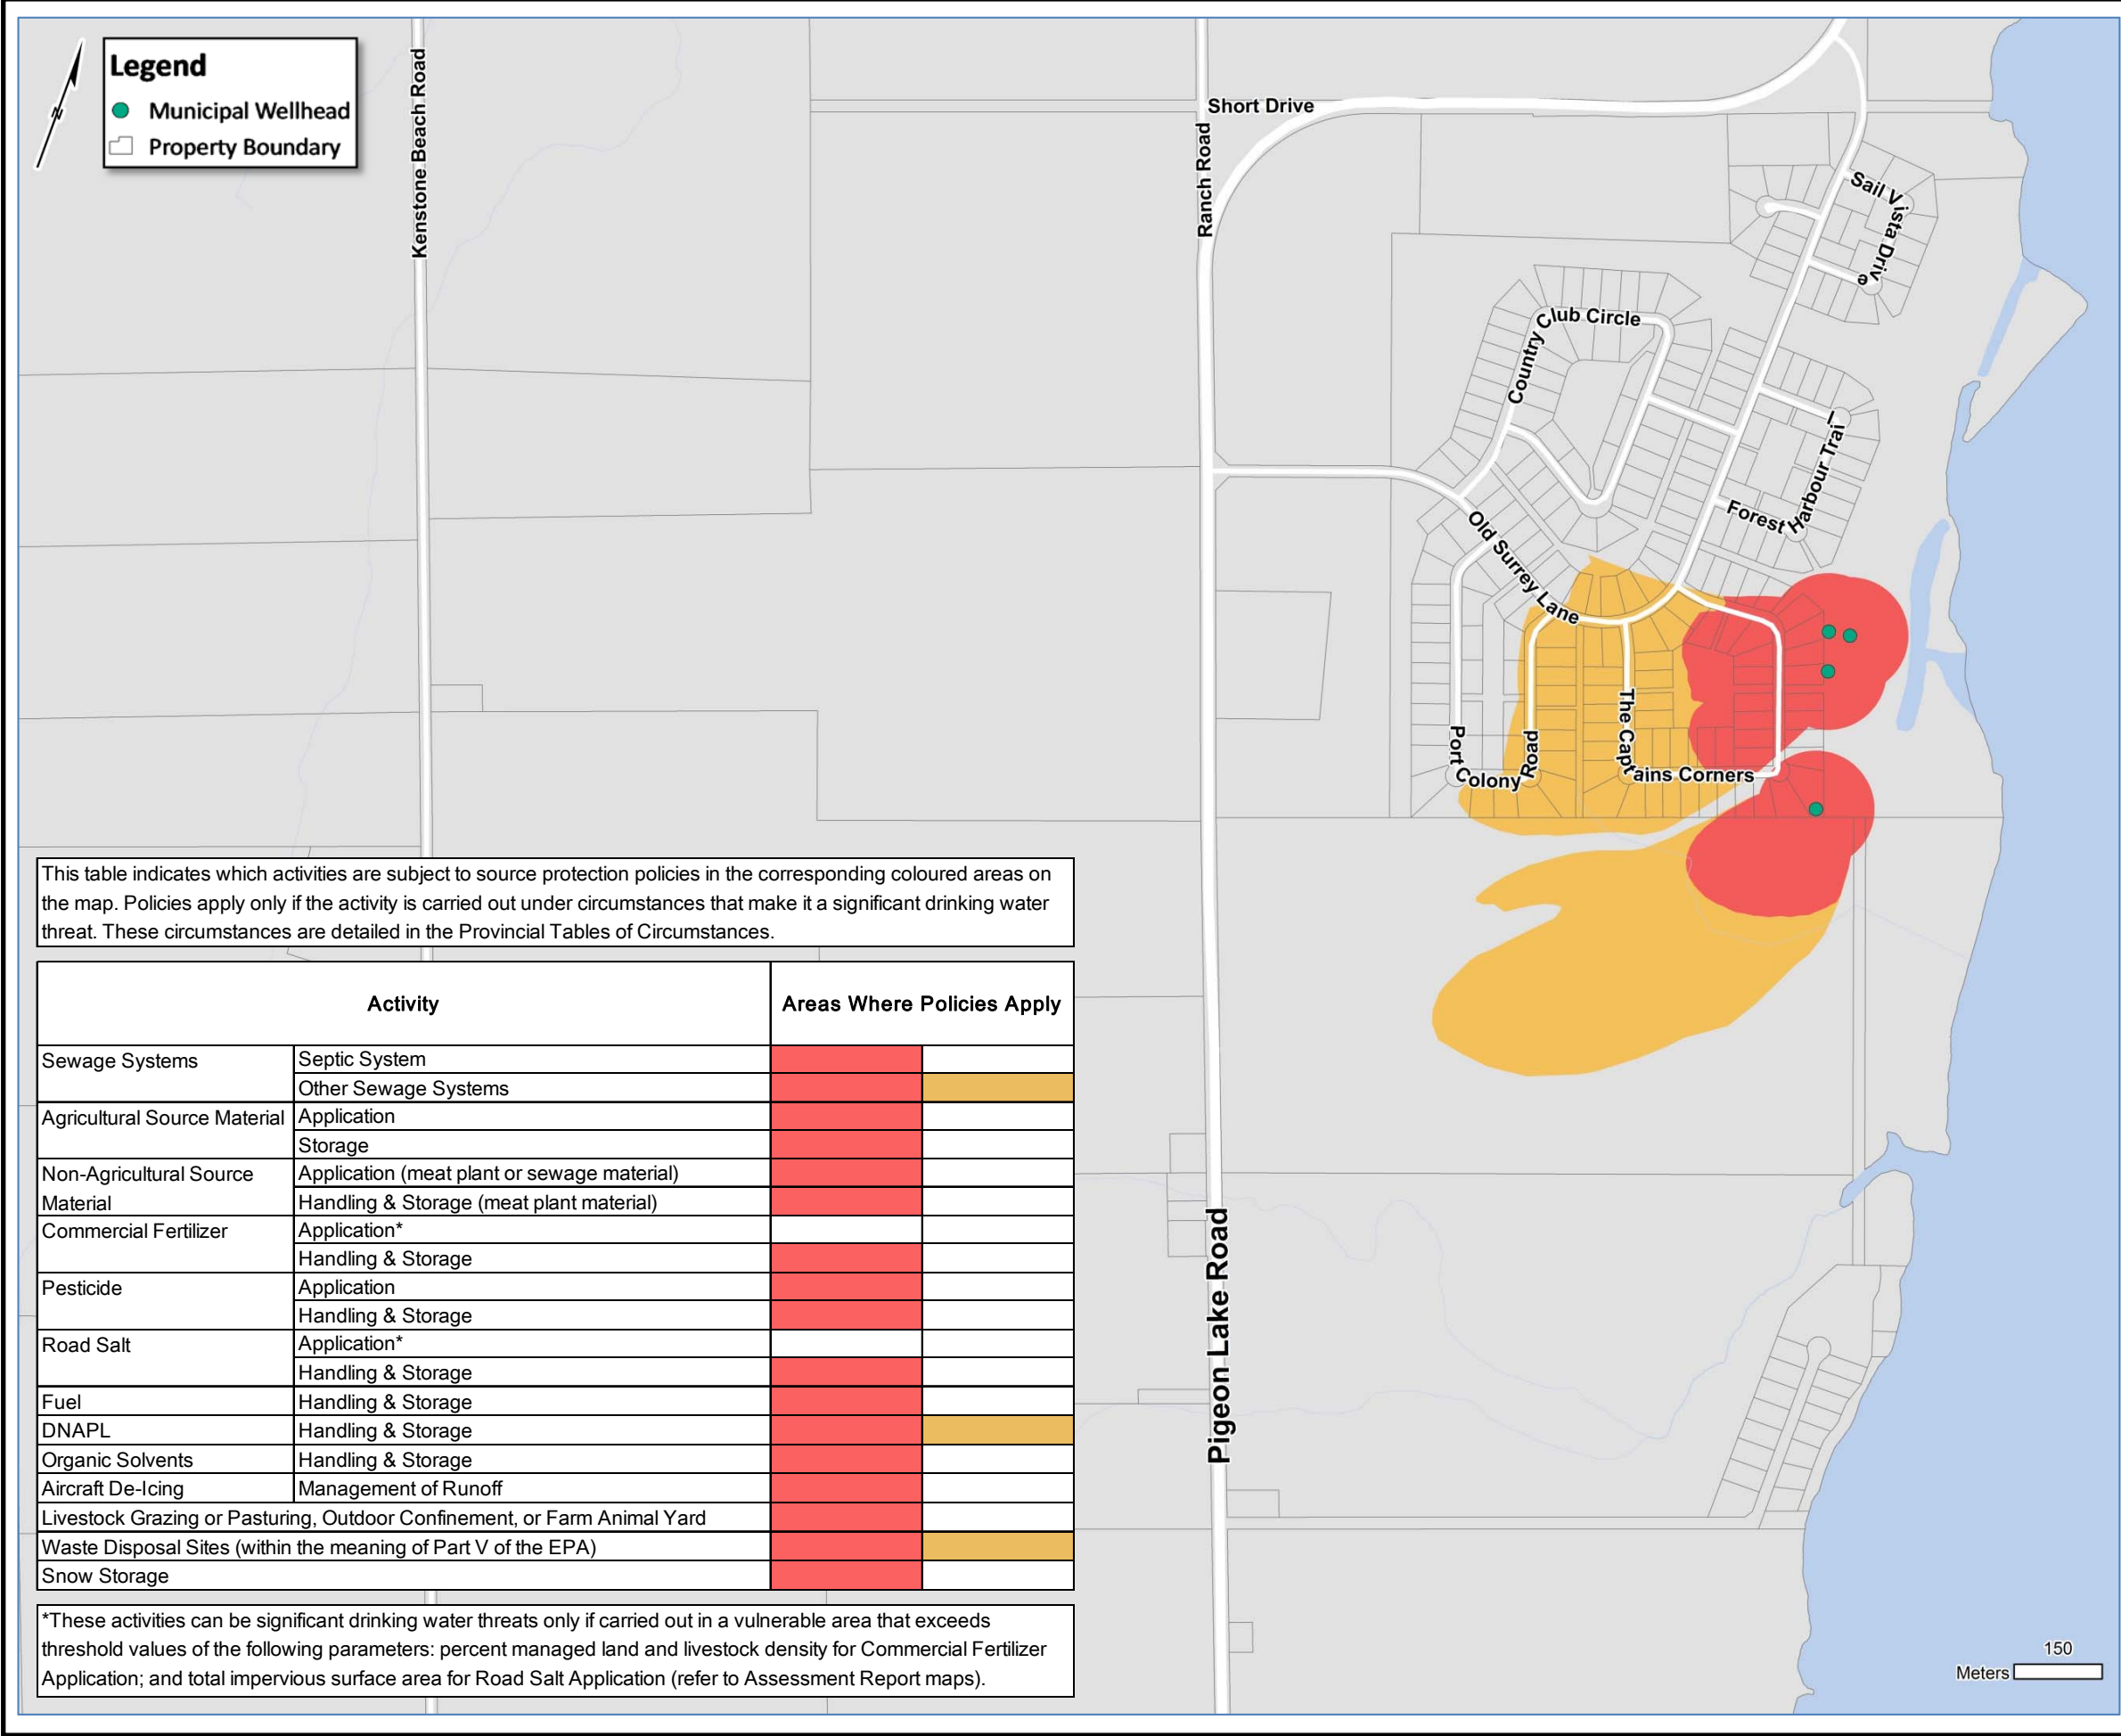 N
Legend
Municipal Wellhead
Property Boundary
Kenstone Beach Road
Ranch Road
Short Drive
Sail Vista Drive
Country Club Circle
Forest Harbour Trail
Old Surrey Lane
The Captains Corners
Port Colony Road
Pigeon Lake Road
This table indicates which activities are subject to source protection policies in the corresponding coloured areas on
the map. Policies apply only if the activity is carried out under circumstances that make it a significant drinking water
threat. These circumstances are detailed in the Provincial Tables of Circumstances.
Activity Areas Where Policies Apply
Sewage Systems Septic System
Other Sewage Systems
Agricultural Source Material Application
Storage
Non-Agricultural Source Application (meat plant or sewage material)
Material Handling & Storage (meat plant material)
Commercial Fertilizer Application*
Handling & Storage
Pesticide Application
Handling & Storage
Road Salt Application*
Handling & Storage
Fuel Handling & Storage
DNAPL Handling & Storage
Organic Solvents Handling & Storage
Aircraft De-Icing Management of Runoff
Livestock Grazing or Pasturing, Outdoor Confinement, or Farm Animal Yard
Waste Disposal Sites (within the meaning of Part V of the EPA)
Snow Storage
*These activities can be significant drinking water threats only if carried out in a vulnerable area that exceeds
threshold values of the following parameters: percent managed land and livestock density for Commercial Fertilizer
Application; and total impervious surface area for Road Salt Application (refer to Assessment Report maps).
150
Meters